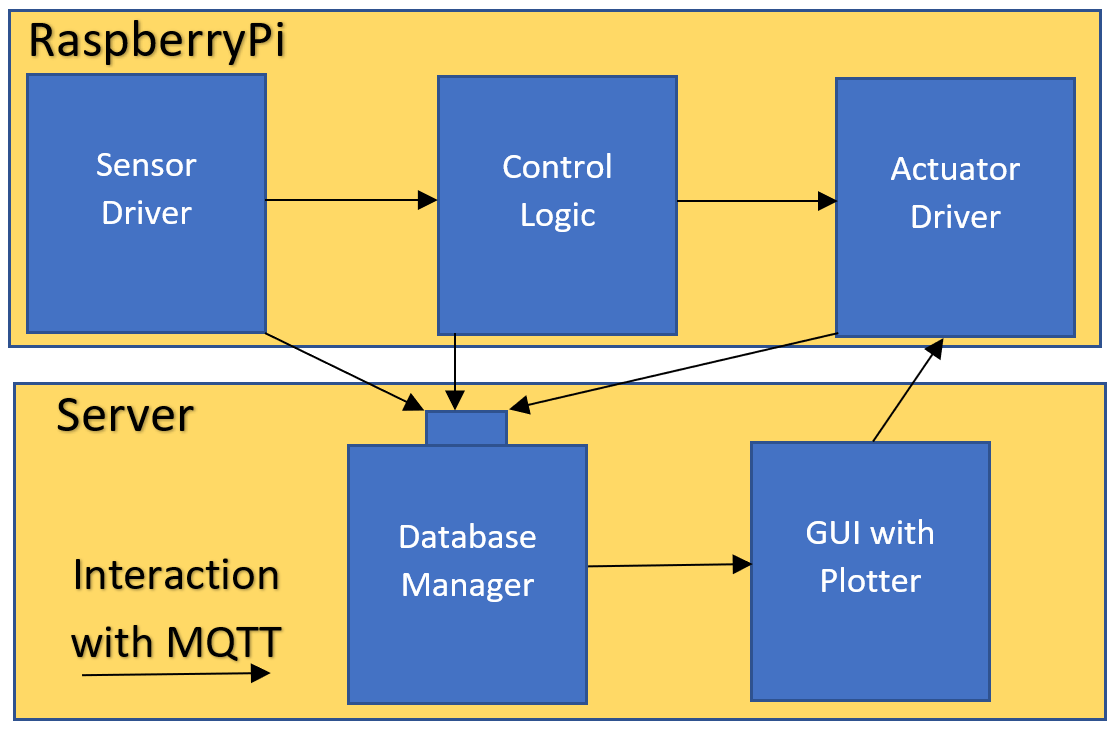 RaspberryPi
Sensor
Driver
Control
Logic
Actuator
Driver
Server
Interaction
with MQTT
Database
Manager
GUI with
Plotter